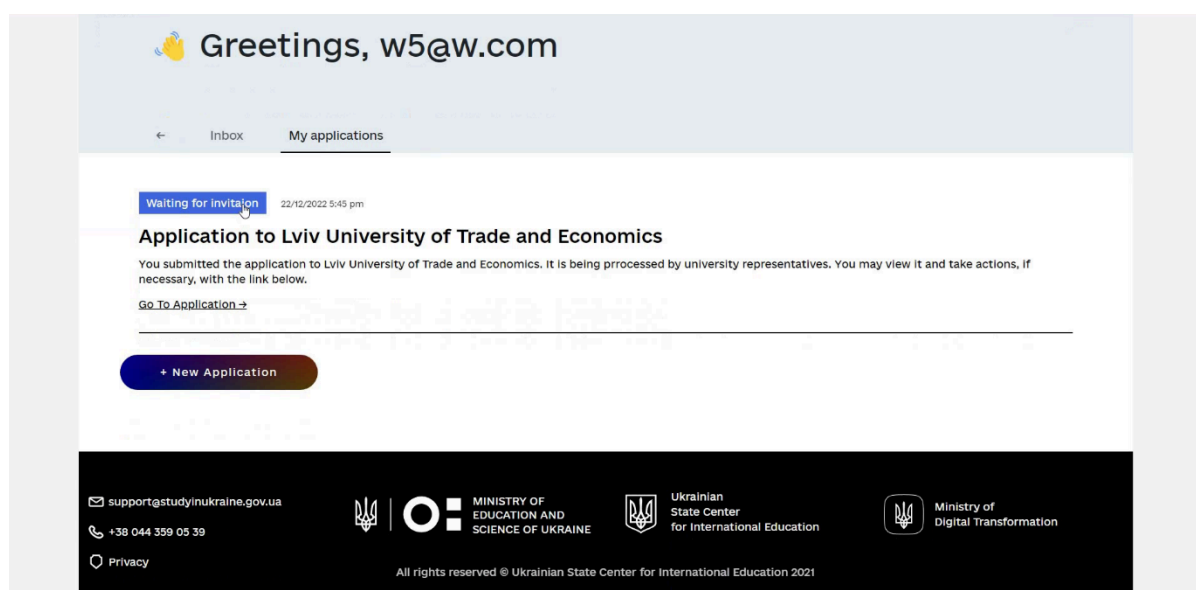 👋 Greetings, w5@w.com
← Inbox My applications
Waiting for invitaion 22/12/2022 5:45 pm
Application to Lviv University of Trade and Economics
You submitted the application to Lviv University of Trade and Economics. It is being prrocessed by university representatives. You may view it and take actions, if
necessary, with the link below.
Go To Application →
+ New Application
support@studyinukraine.gov.ua
+38 044 359 05 39
Privacy
MINISTRY OF
EDUCATION AND
SCIENCE OF UKRAINE
Ukrainian
State Center
for International Education
Ministry of
Digital Transformation
All rights reserved © Ukrainian State Center for International Education 2021